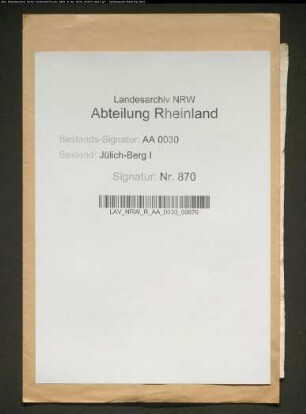 Landesarchiv NRW
Abteilung Rheinland
Bestands-Signatur: AA 0030
Bestand: Jülich-Berg I
Signatur: Nr. 870
LAV_NRW_R_AA_0030_00870